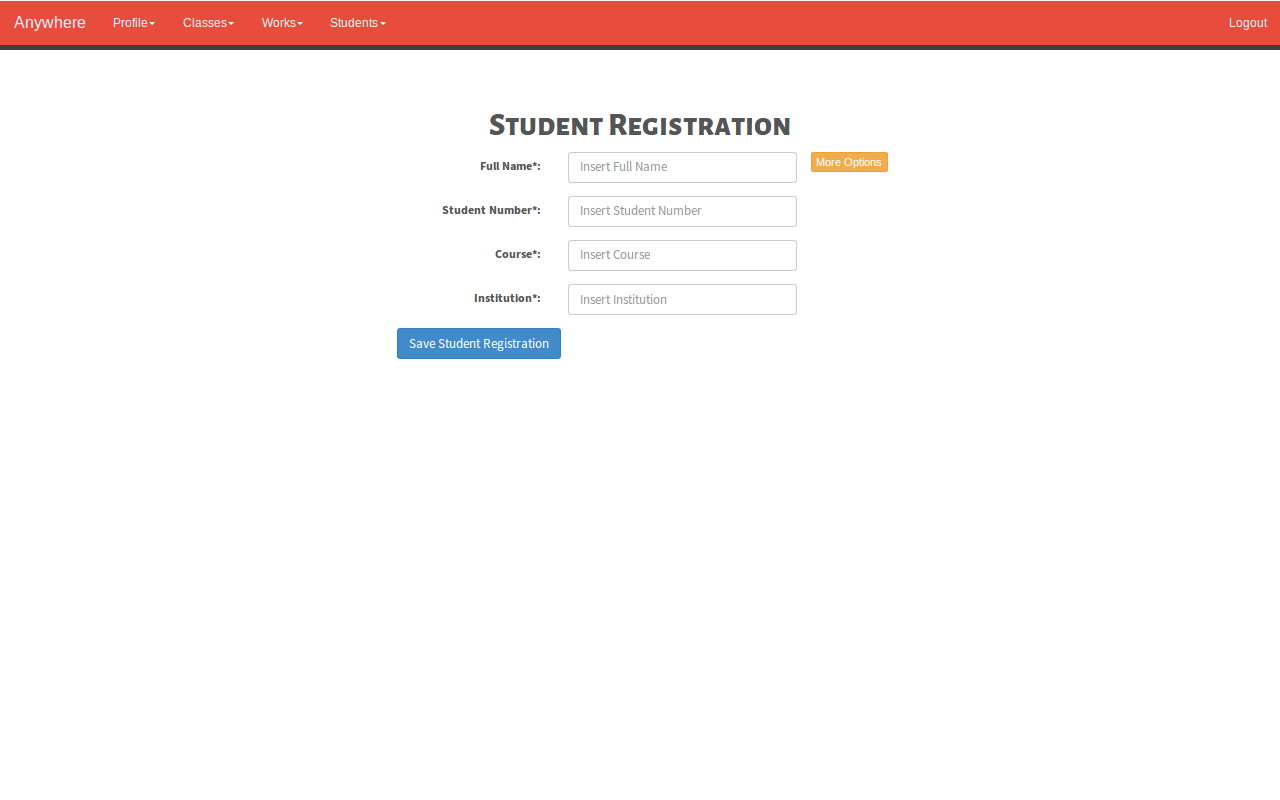 Anywhere Profile Classes Works Students Logout
Student Registration
Full Name*: Insert Full Name More Options
Student Number*: Insert Student Number
Course*: Insert Course
Institution*: Insert Institution
Save Student Registration